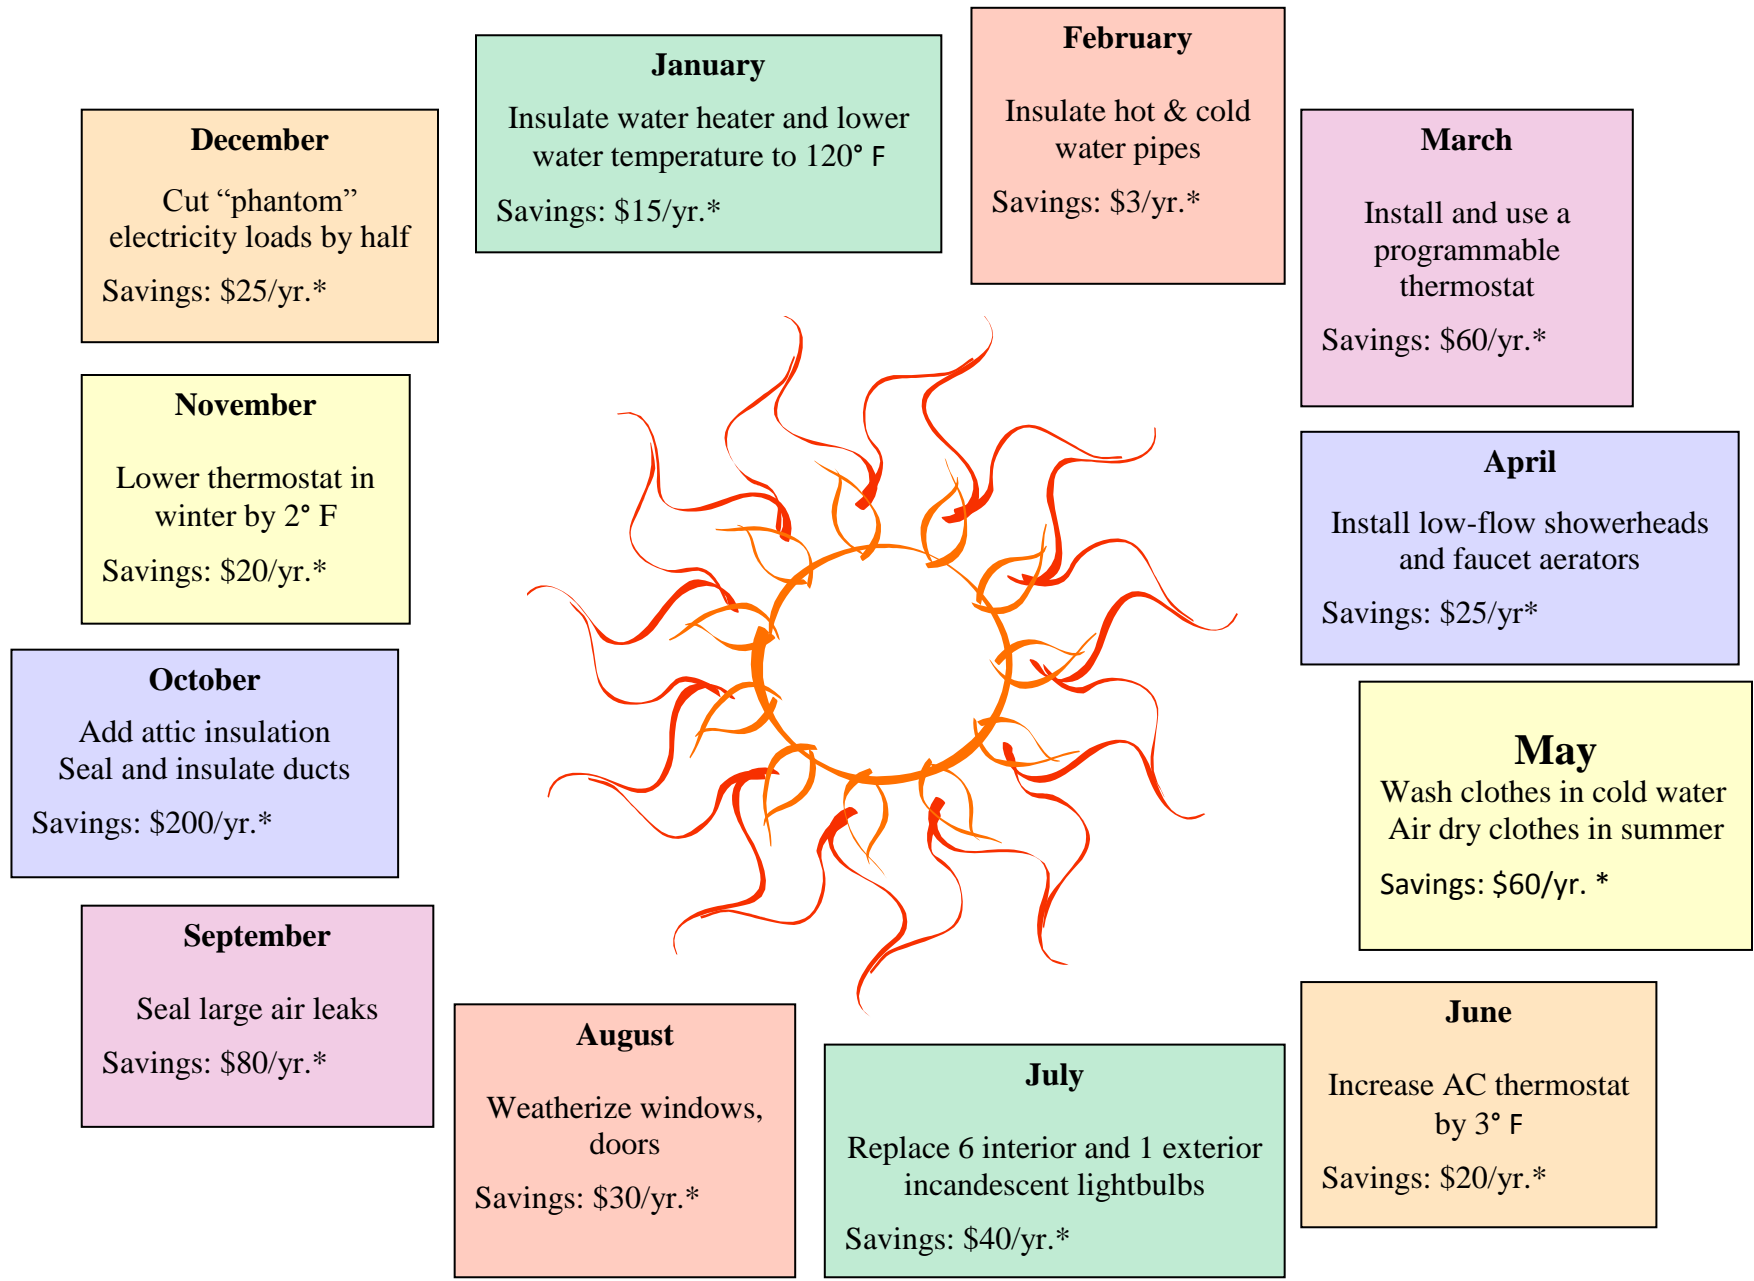 January
Insulate water heater and lower
water temperature to 120° F
Savings: $15/yr.*
February
Insulate hot & cold
water pipes
Savings: $3/yr.*
March
Install and use a
programmable
thermostat
Savings: $60/yr.*
April
Install low-flow showerheads
and faucet aerators
Savings: $25/yr*
May
Wash clothes in cold water
Air dry clothes in summer
Savings: $60/yr. *
June
Increase AC thermostat
by 3° F
Savings: $20/yr.*
July
Replace 6 interior and 1 exterior
incandescent lightbulbs
Savings: $40/yr.*
August
Weatherize windows,
doors
Savings: $30/yr.*
September
Seal large air leaks
Savings: $80/yr.*
October
Add attic insulation
Seal and insulate ducts
Savings: $200/yr.*
November
Lower thermostat in
winter by 2° F
Savings: $20/yr.*
December
Cut “phantom”
electricity loads by half
Savings: $25/yr.*